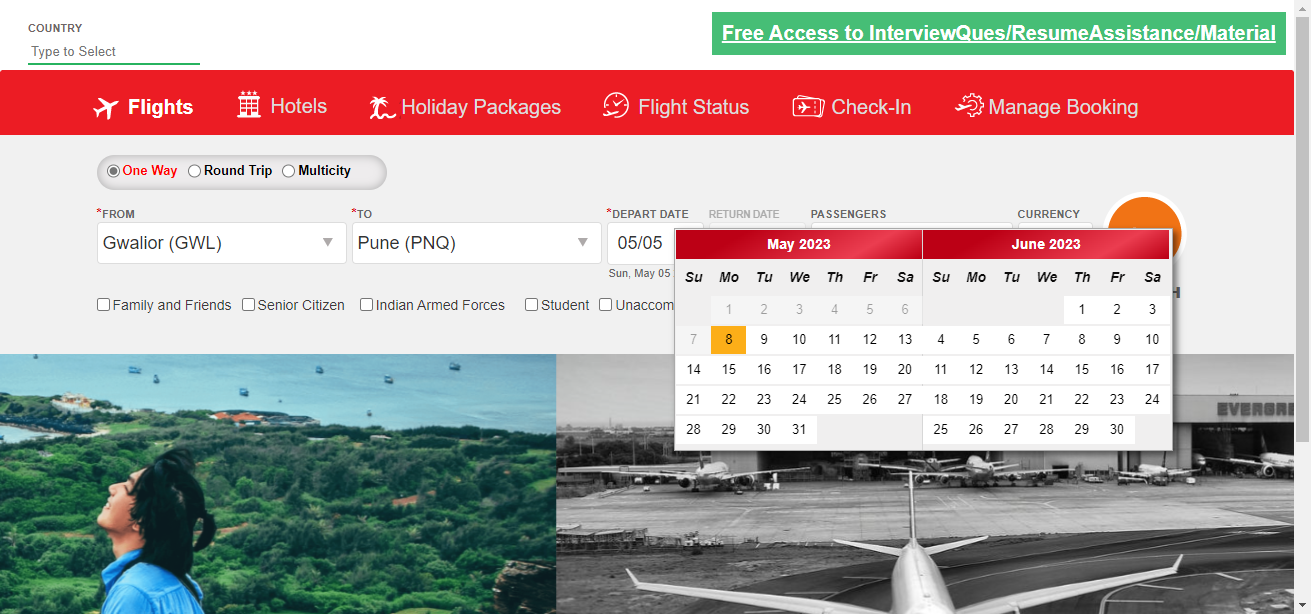 COUNTRY
Type to Select
Free Access to InterviewQues/ResumeAssistance/Material
Flights Hotels Holiday Packages Flight Status Check-In Manage Booking
One Way Round Trip Multicity
*FROM *TO *DEPART DATE RETURN DATE PASSENGERS CURRENCY
Gwalior (GWL) Pune (PNQ) 05/05
Sun, May 05
Family and Friends Senior Citizen Indian Armed Forces Student Unaccom
May 2023 June 2023
Su Mo Tu We Th Fr Sa Su Mo Tu We Th Fr Sa
1 2 3 4 5 6 1 2 3
7 8 9 10 11 12 13 4 5 6 7 8 9 10
14 15 16 17 18 19 20 11 12 13 14 15 16 17
21 22 23 24 25 26 27 18 19 20 21 22 23 24
28 29 30 31 25 26 27 28 29 30
H
EVERGRE